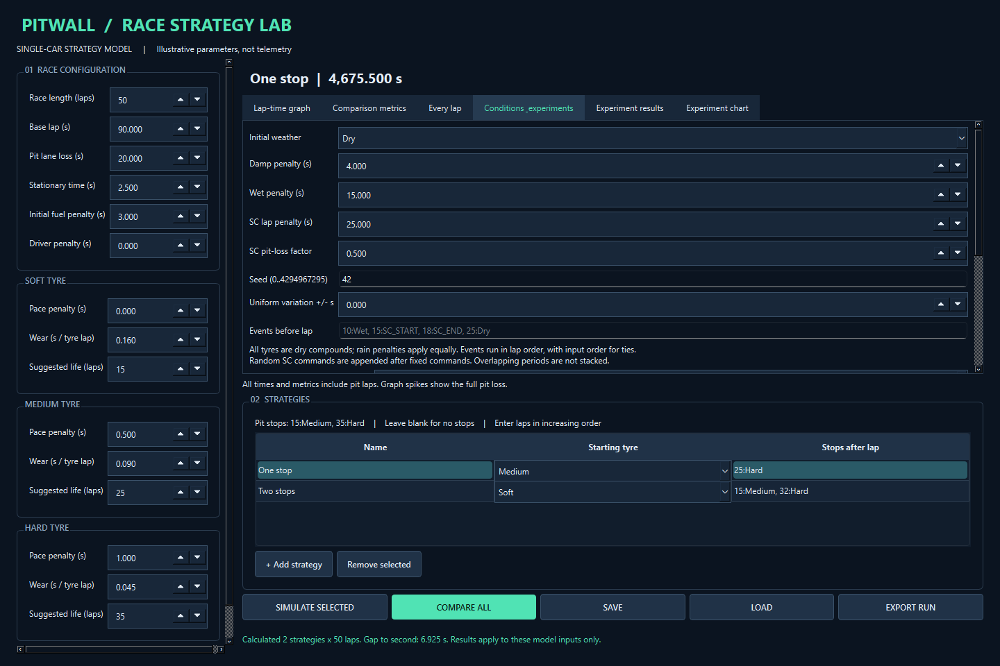 PITWALL / RACE STRATEGY LAB
SINGLE-CAR STRATEGY MODEL | Illustrative parameters, not telemetry
01 RACE CONFIGURATION
Race length (laps) 50
Base lap (s) 90.000
Pit lane loss (s) 20.000
Stationary time (s) 2.500
Initial fuel penalty (s) 3.000
Driver penalty (s) 0.000
SOFT TYRE
Pace penalty (s) 0.000
Wear (s / tyre lap) 0.160
Suggested life (laps) 15
MEDIUM TYRE
Pace penalty (s) 0.500
Wear (s / tyre lap) 0.090
Suggested life (laps) 25
HARD TYRE
Pace penalty (s) 1.000
Wear (s / tyre lap) 0.045
Suggested life (laps) 35
One stop | 4,675.500 s
Lap-time graph Comparison metrics Every lap Conditions_experiments Experiment results Experiment chart
Initial weather Dry
Damp penalty (s) 4.000
Wet penalty (s) 15.000
SC lap penalty (s) 25.000
SC pit-loss factor 0.500
Seed (0..4294967295) 42
Uniform variation +/- s 0.000
Events before lap 10:Wet, 15:SC_START, 18:SC_END, 25:Dry
All tyres are dry compounds; rain penalties apply equally. Events run in lap order, with input order for ties.
Random SC commands are appended after fixed commands. Overlapping periods are not stacked.
All times and metrics include pit laps. Graph spikes show the full pit loss.
02 STRATEGIES
Pit stops: 15:Medium, 35:Hard | Leave blank for no stops | Enter laps in increasing order
Name Starting tyre Stops after lap
One stop Medium 25:Hard
Two stops Soft 15:Medium, 32:Hard
+ Add strategy Remove selected
SIMULATE SELECTED COMPARE ALL SAVE LOAD EXPORT RUN
Calculated 2 strategies x 50 laps. Gap to second: 6.925 s. Results apply to these model inputs only.